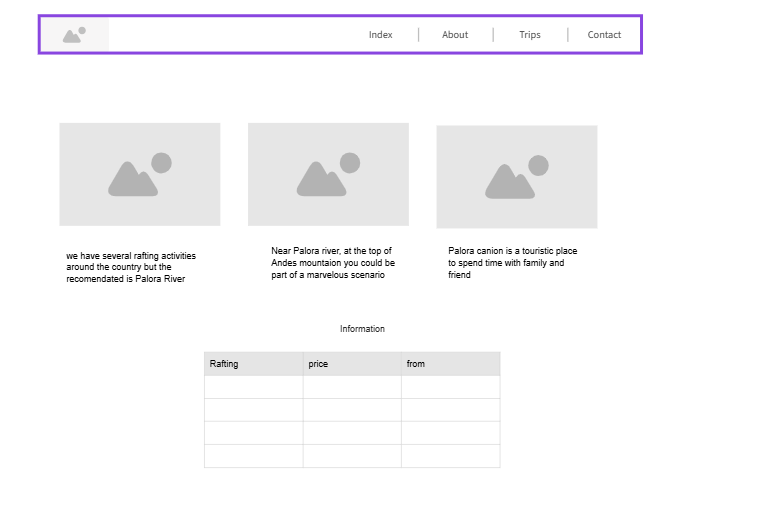 Index
About
Trips
Contact
we have several rafting activities
around the country but the
recomendated is Palora River
Near Palora river, at the top of
Andes mountaion you could be
part of a marvelous scenario
Palora canion is a touristic place
to spend time with family and
friend
Information
Rafting
price
from